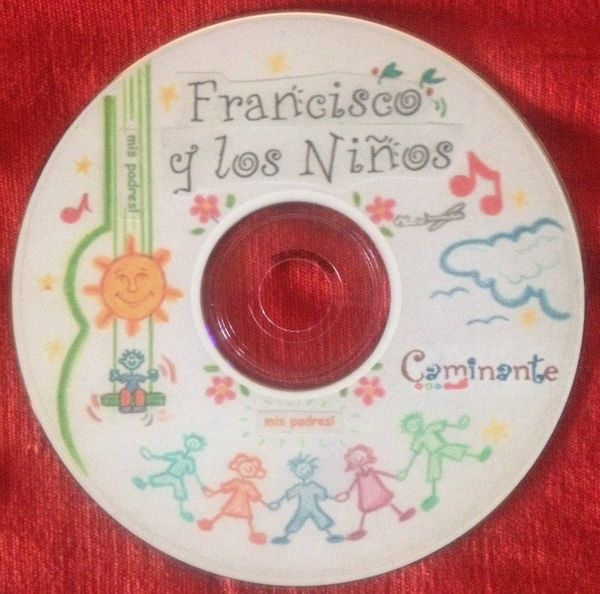 Francisco
y los Niños
mis padres!
Caminante
mis padres!